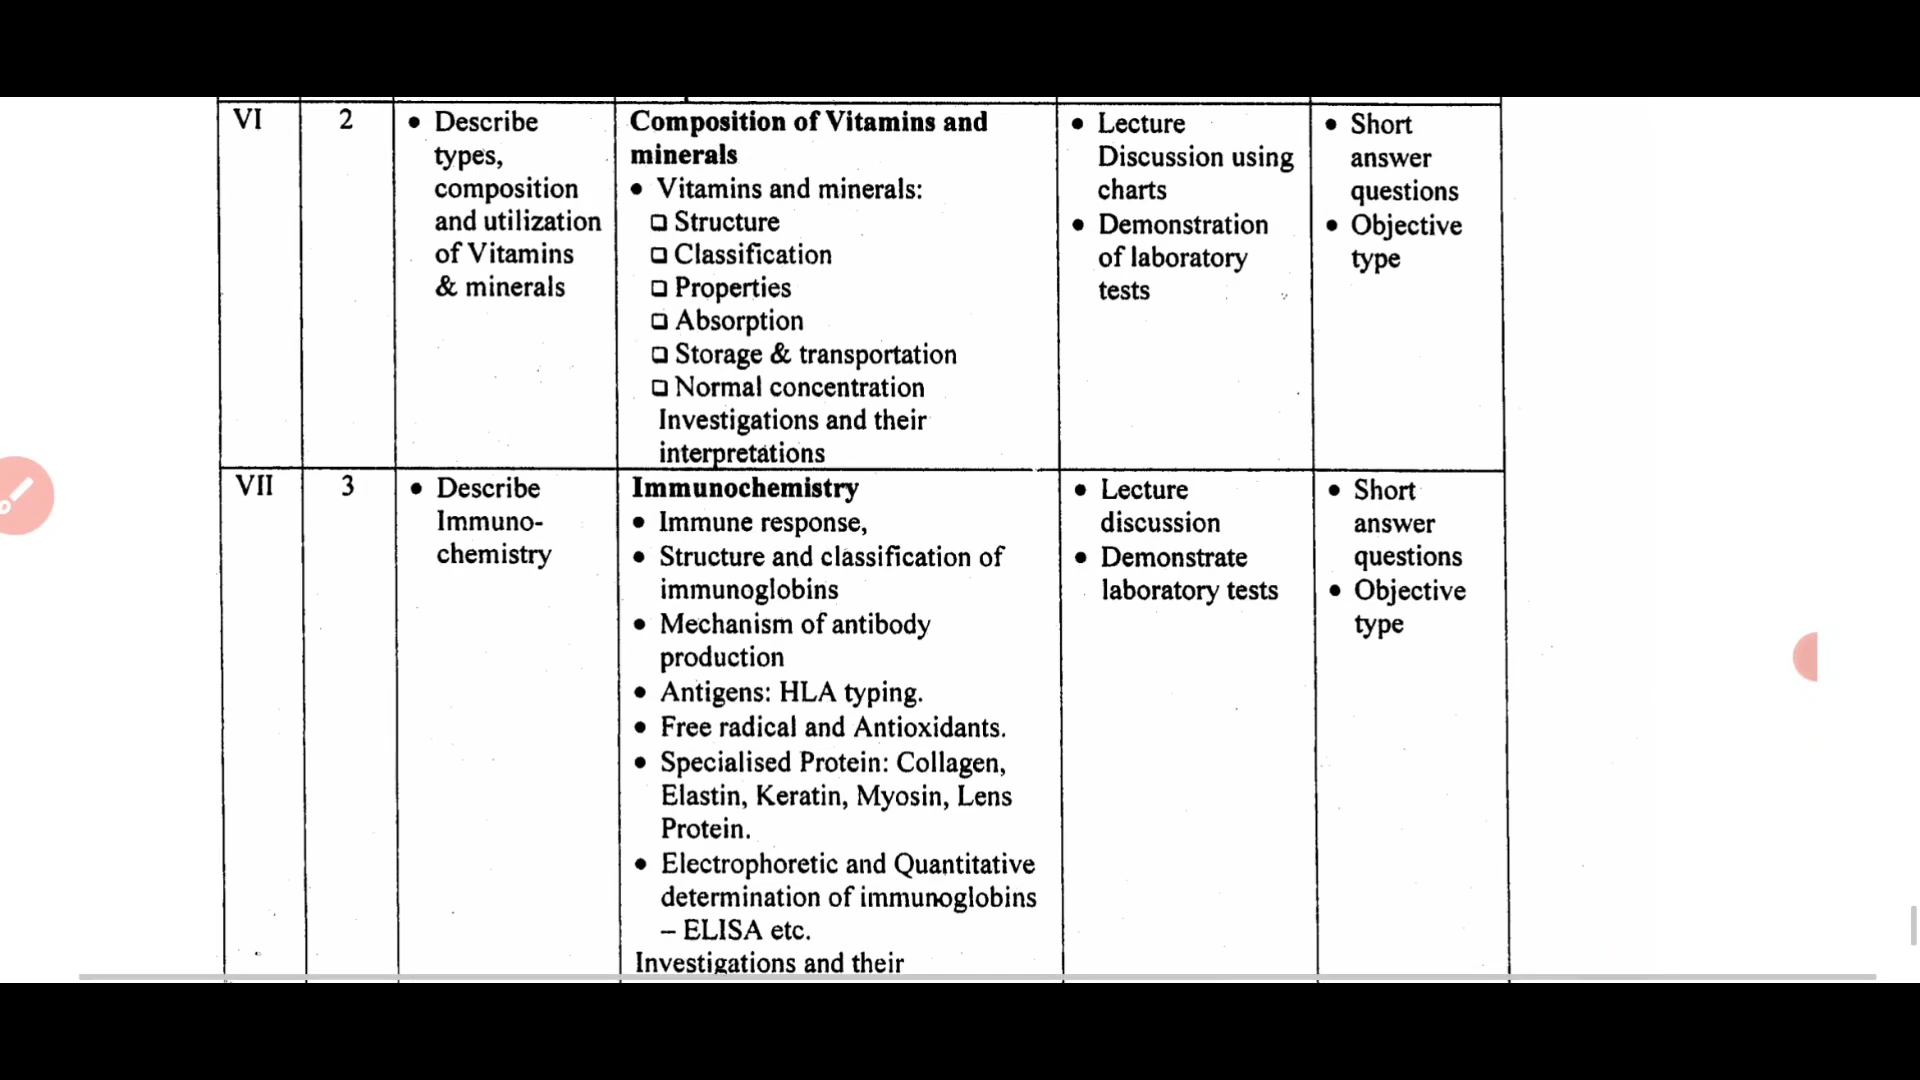 VI
2
• Describe
types,
composition
and utilization
of Vitamins
& minerals
Composition of Vitamins and
minerals
• Vitamins and minerals:
❑ Structure
❑ Classification
❑ Properties
❑ Absorption
❑ Storage & transportation
❑ Normal concentration
Investigations and their
interpretations
• Lecture
Discussion using
charts
• Demonstration
of laboratory
tests
• Short
answer
questions
• Objective
type
VII
3
• Describe
Immuno-
chemistry
Immunochemistry
• Immune response,
• Structure and classification of
immunoglobins
• Mechanism of antibody
production
• Antigens: HLA typing.
• Free radical and Antioxidants.
• Specialised Protein: Collagen,
Elastin, Keratin, Myosin, Lens
Protein.
• Electrophoretic and Quantitative
determination of immunoglobins
– ELISA etc.
Investigations and their
• Lecture
discussion
• Demonstrate
laboratory tests
• Short
answer
questions
• Objective
type